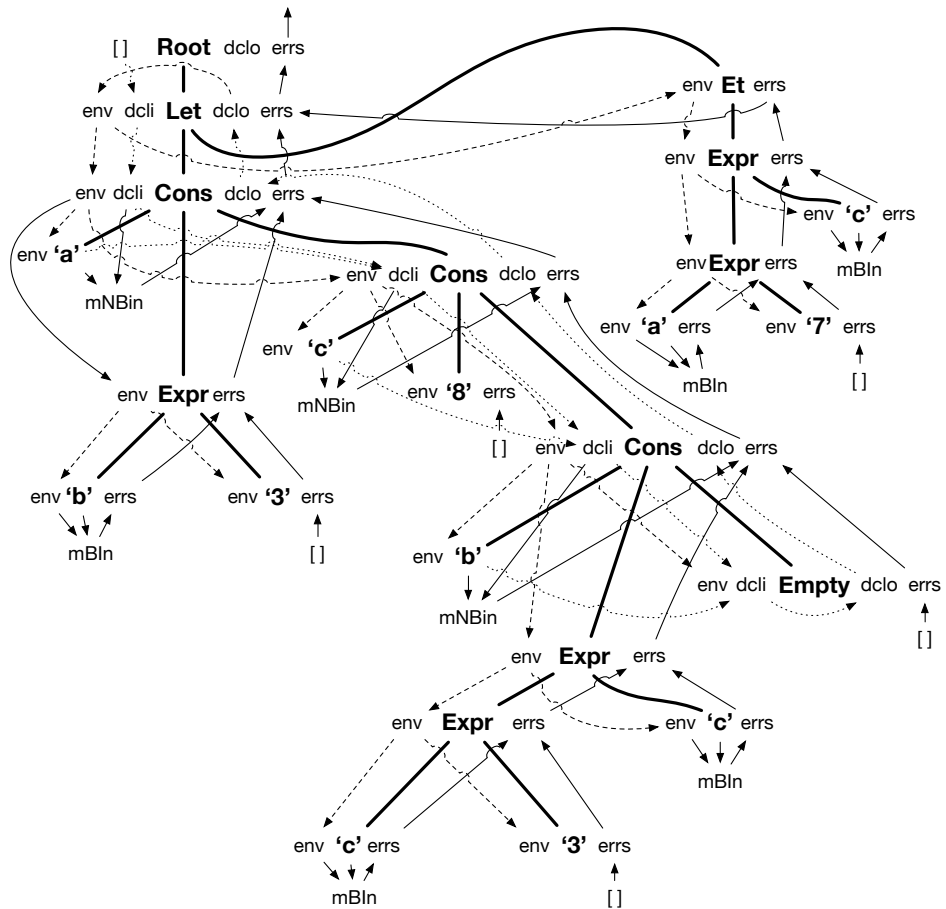 [ ] Root dclo errs
env Et errs
env dcli Let dclo errs
env Expr errs
env dcli Cons dclo errs
env 'c' errs
env 'a'
mBIn
env Expr errs
env dcli Cons dclo errs
mNBin
env 'a' errs
env '7' errs
env 'c'
mBIn
[ ]
env Expr errs
env '8' errs
mNBin
[ ]
env dcli Cons dclo errs
env 'b' errs
env '3' errs
mBIn
[ ]
env 'b'
env dcli Empty dclo errs
mNBin
[ ]
env Expr errs
env Expr errs
env 'c' errs
mBIn
env 'c' errs
env '3' errs
mBIn
[ ]